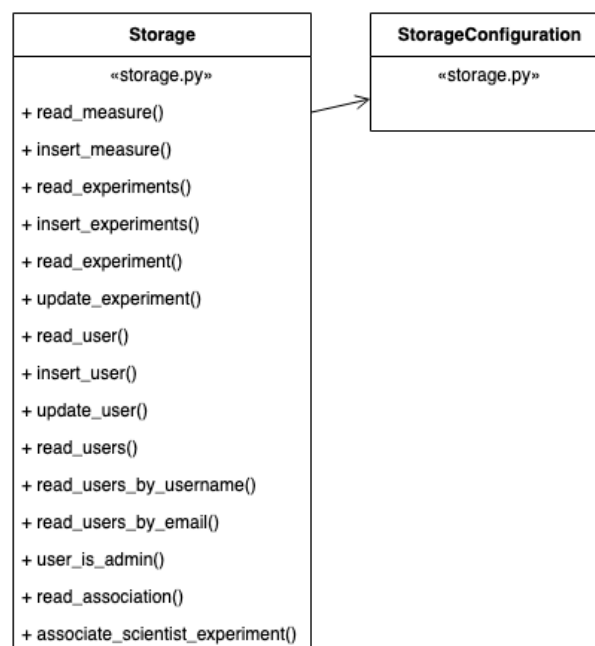 Storage
«storage.py»
+ read_measure()
+ insert_measure()
+ read_experiments()
+ insert_experiments()
+ read_experiment()
+ update_experiment()
+ read_user()
+ insert_user()
+ update_user()
+ read_users()
+ read_users_by_username()
+ read_users_by_email()
+ user_is_admin()
+ read_association()
+ associate_scientist_experiment()
StorageConfiguration
«storage.py»